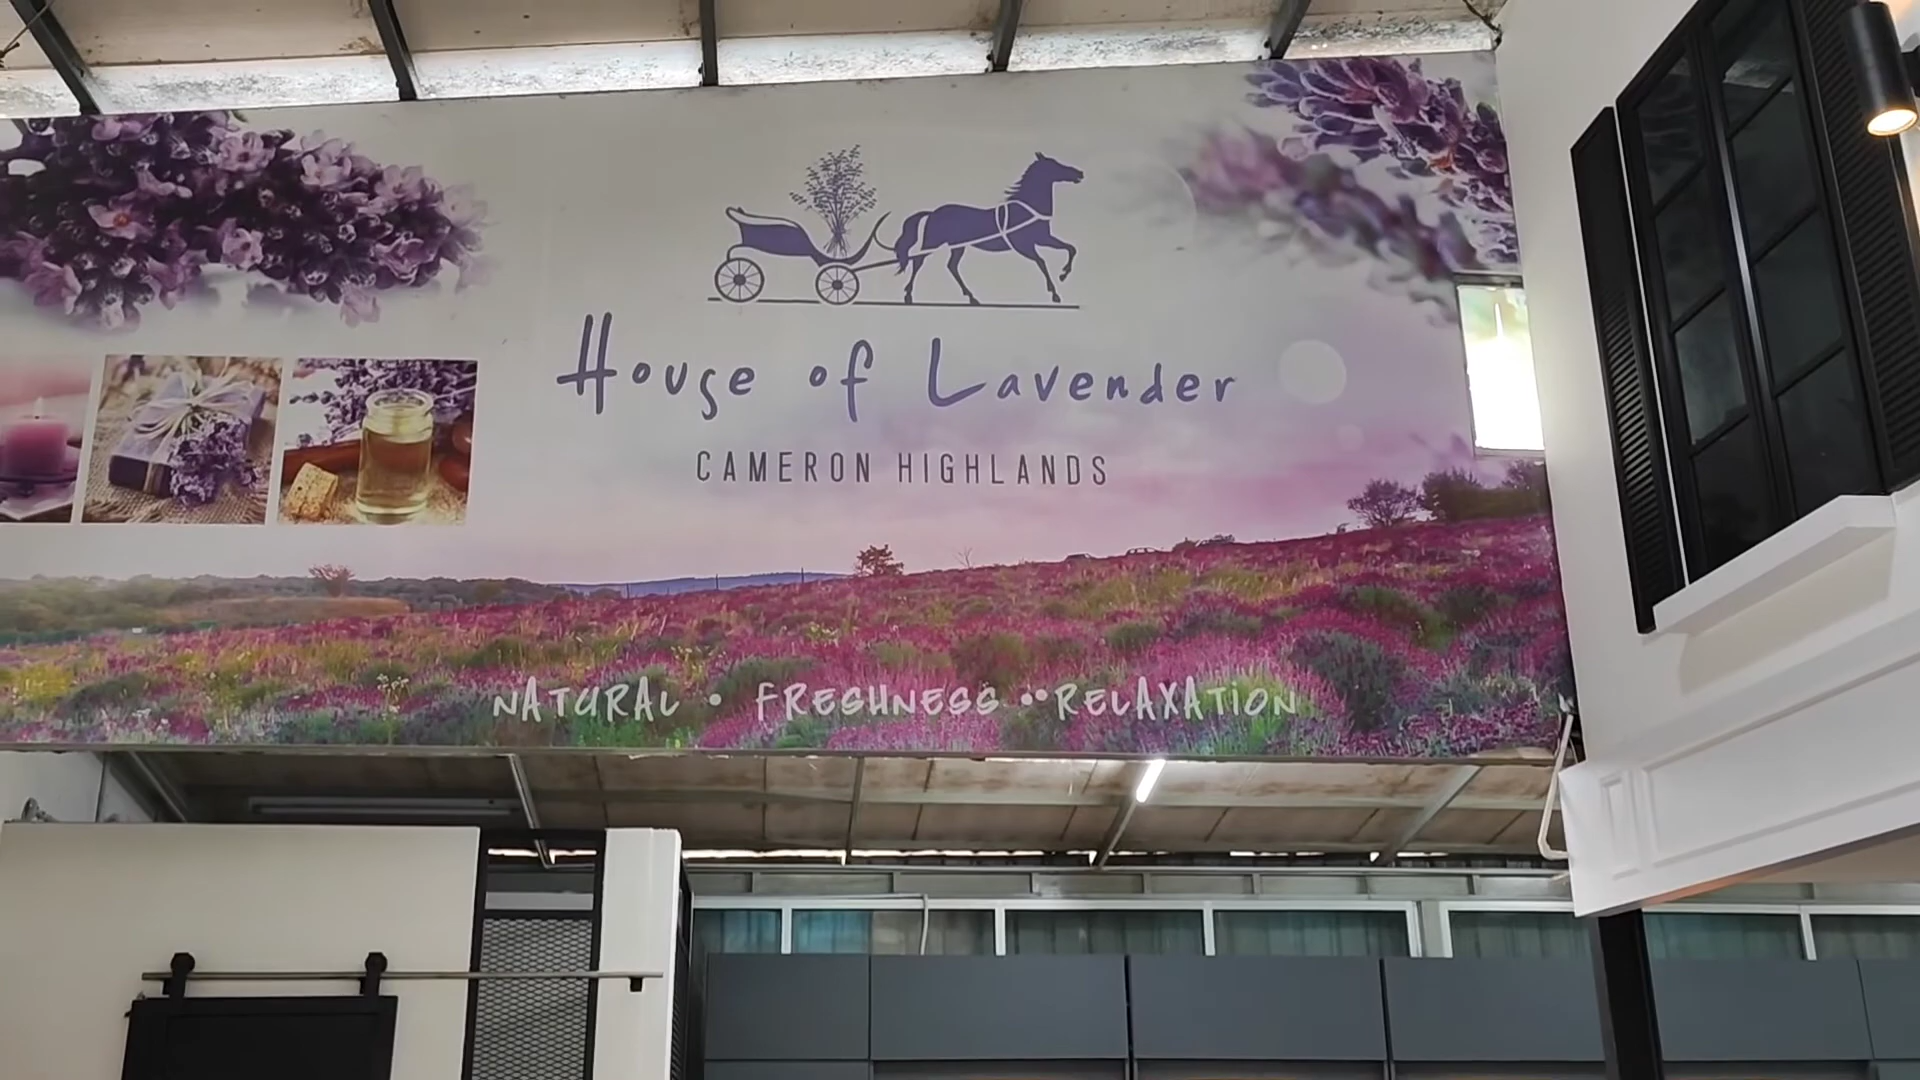 House of Lavender
CAMERON HIGHLANDS
NATURAL • FRESHNESS •• RELAXATION